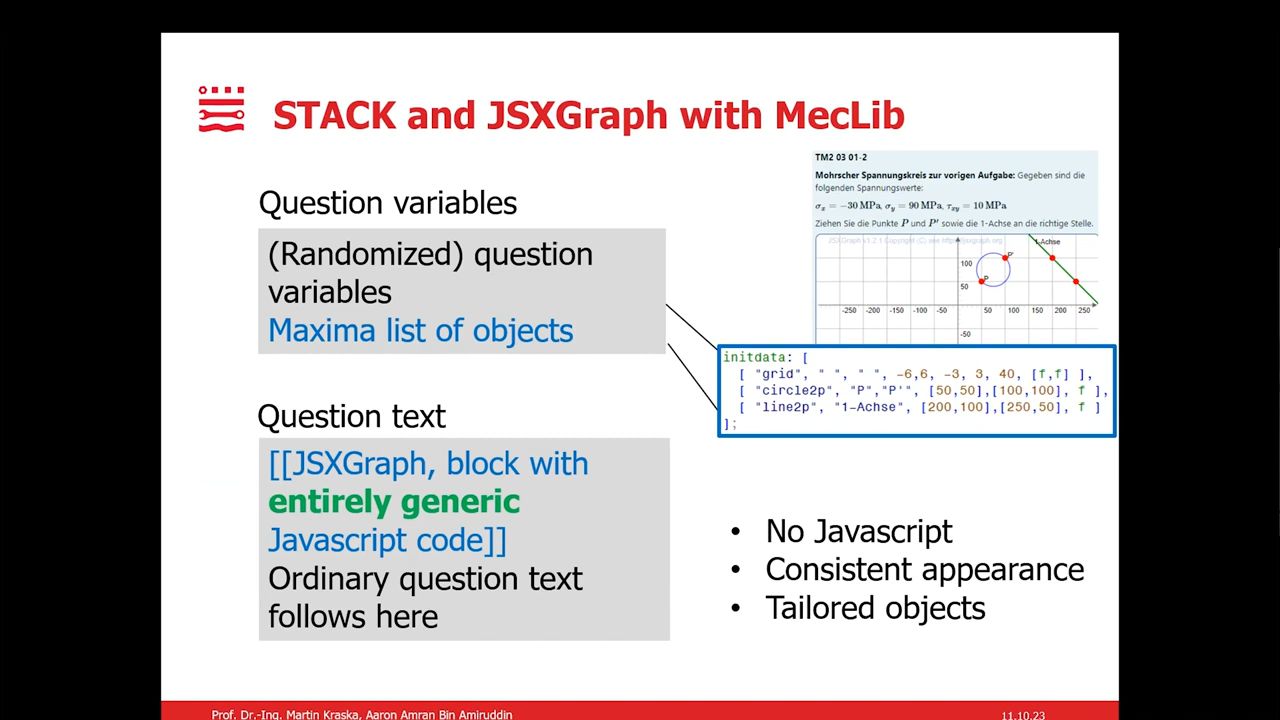 STACK and JSXGraph with MecLib
Question variables
(Randomized) question
variables
Maxima list of objects
Question text
[[JSXGraph, block with
entirely generic
Javascript code]]
Ordinary question text
follows here
TM2 03 01-2
Mohrscher Spannungskreis zur vorigen Aufgabe: Gegeben sind die
folgenden Spannungswerte:
σx = −30 MPa, σy = 90 MPa, τxy = 10 MPa
Ziehen Sie die Punkte P und P' sowie die 1-Achse an die richtige Stelle.
1-Achse
P'
100
P
50
-250 -200 -150 -100 -50 50 100 150 200 250
-50
initdata: [
[ "grid", " ", " ", -6,6, -3, 3, 40, [f,f] ],
[ "circle2p", "P","P'", [50,50],[100,100], f ],
[ "line2p", "1-Achse", [200,100],[250,50], f ]
];
• No Javascript
• Consistent appearance
• Tailored objects
Prof. Dr.-Ing. Martin Kraska, Aaron Amran Bin Amiruddin
11.10.23